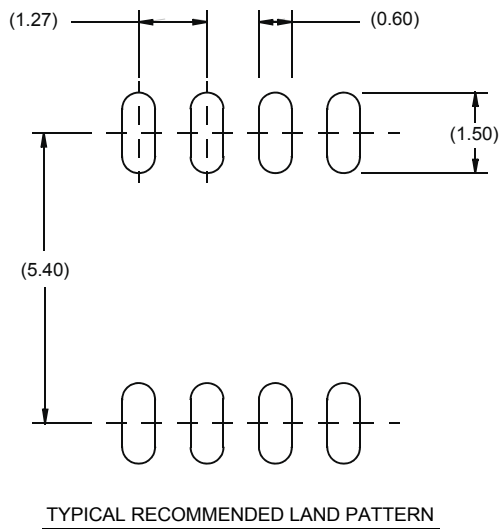 (1.27)
(0.60)
(1.50)
(5.40)
TYPICAL RECOMMENDED LAND PATTERN